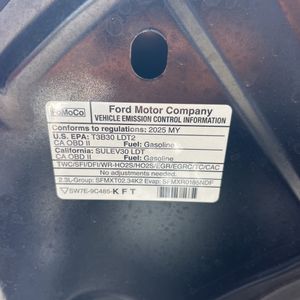 FoMoCo
Ford Motor Company
VEHICLE EMISSION CONTROL INFORMATION
Conforms to regulations: 2025 MY
U.S. EPA: T3B30 LDT2
CA OBD II Fuel: Gasoline
California: SULEV30 LDT
CA OBD II Fuel: Gasoline
TWC/SFI/DFI/WR-HO2S/HO2S/EGR/EGRC/TC/CAC
No adjustments needed.
2.3L-Group: SFMXT02.34K2 Evap: SFMXR0165NDF
SW7E-9C485-KFT